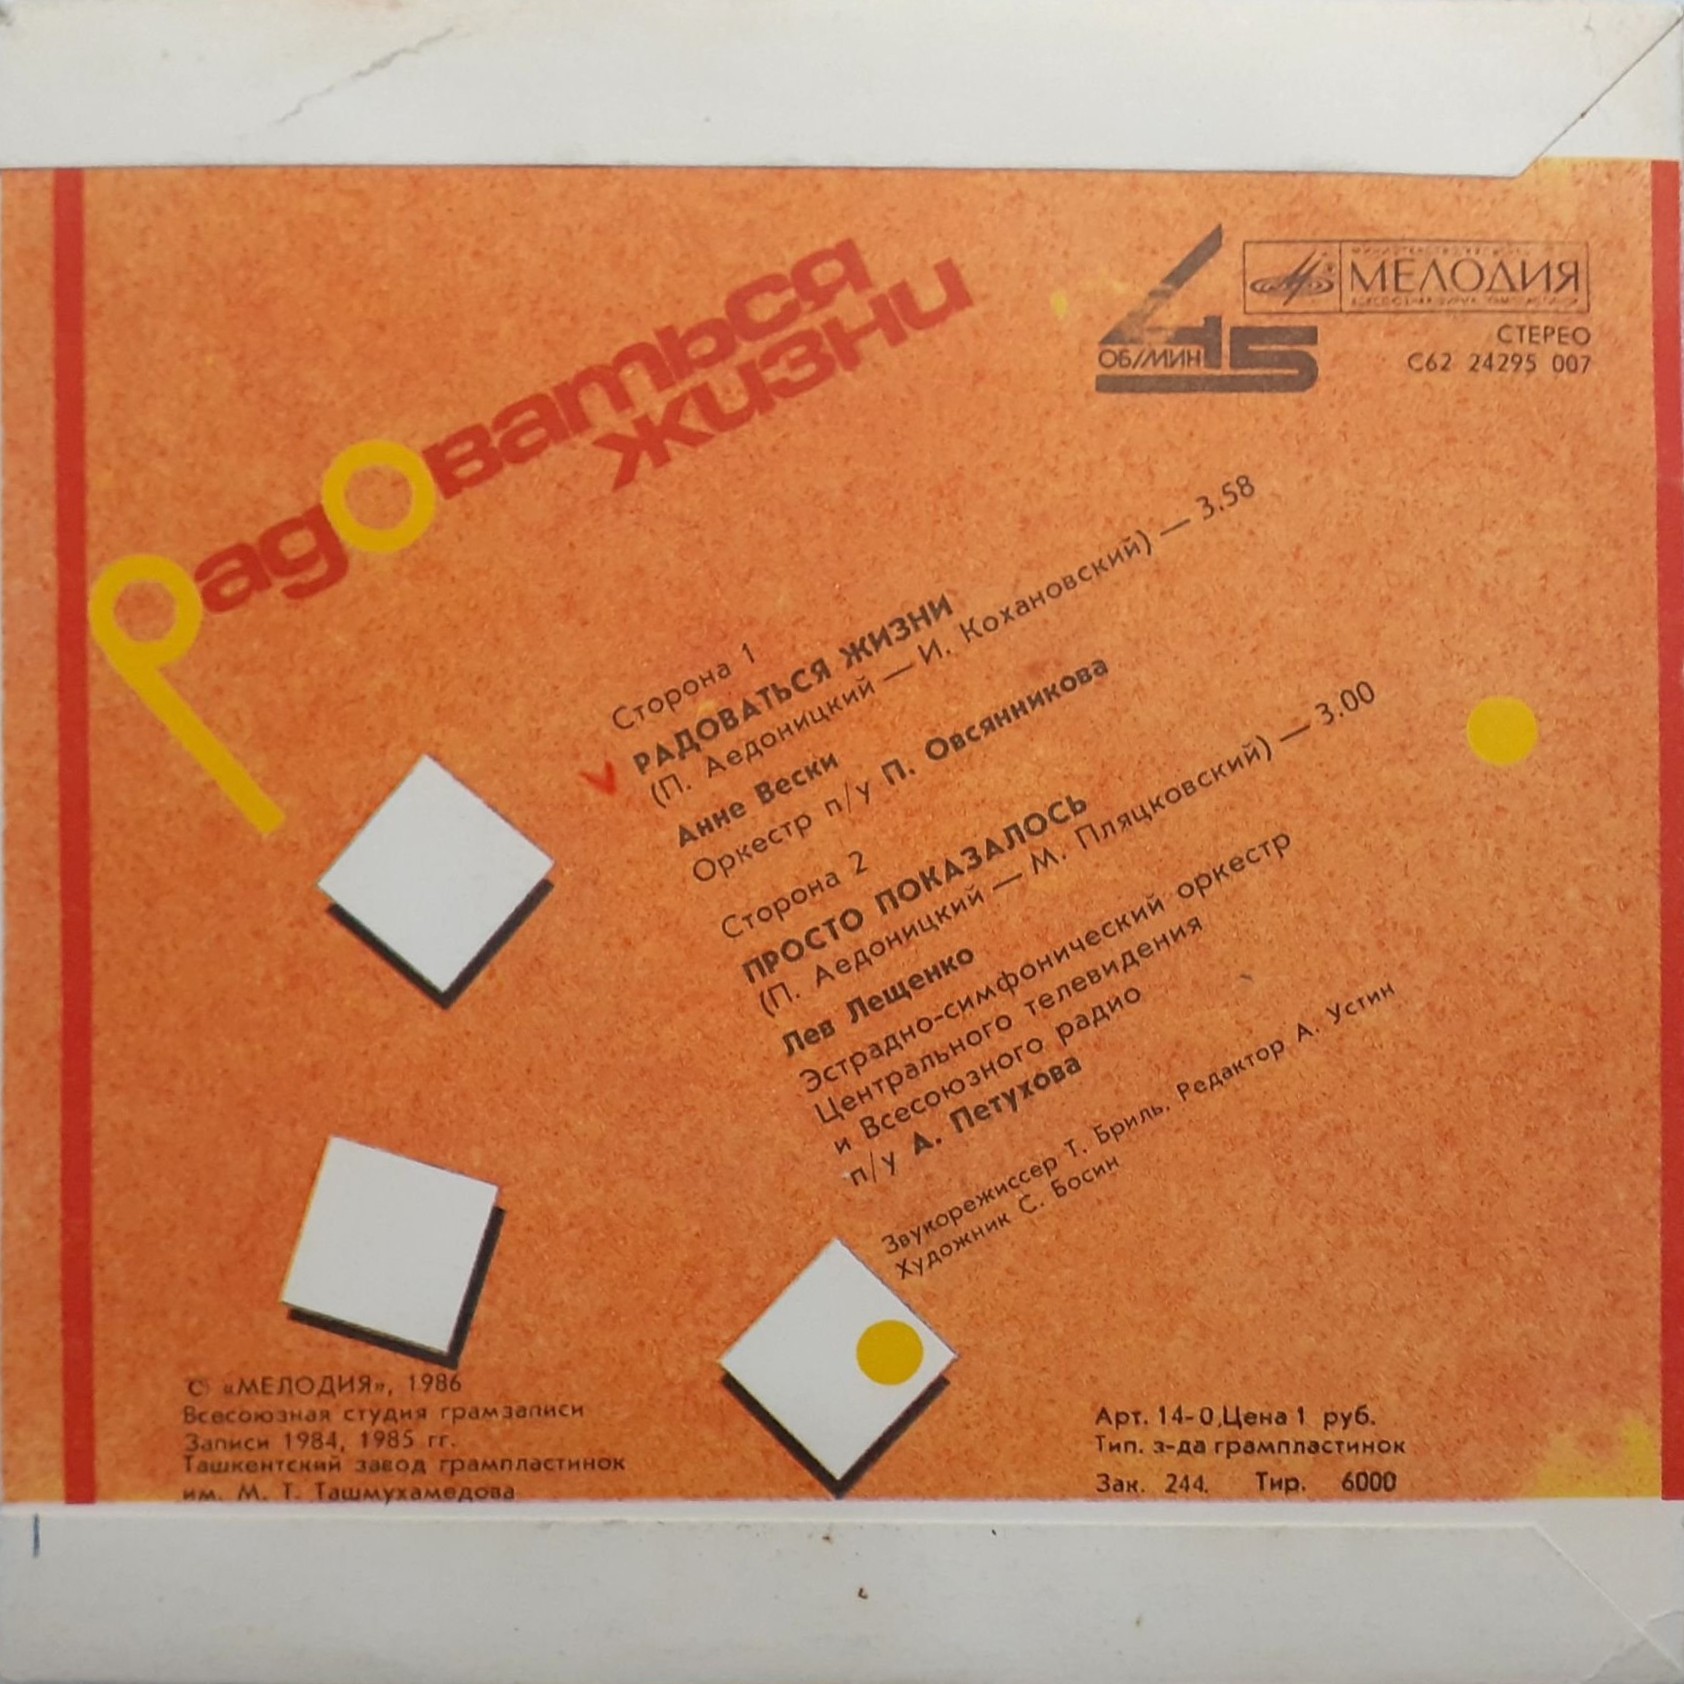 Радоваться
жизни
45
ОБ/МИН
МЕЛОДИЯ
СТЕРЕО
С62 24295 007
Сторона 1
РАДОВАТЬСЯ ЖИЗНИ
(П. Аедоницкий — И. Кохановский) — 3.58
Анне Вески
Оркестр п/у П. Овсянникова
Сторона 2
ПРОСТО ПОКАЗАЛОСЬ
(П. Аедоницкий — М. Пляцковский) — 3.00
Лев Лещенко
Эстрадно-симфонический оркестр
Центрального телевидения
и Всесоюзного радио
п/у А. Петухова
Звукорежиссер Т. Бриль. Редактор А. Устин
Художник С. Босин
© «МЕЛОДИЯ», 1986
Всесоюзная студия грамзаписи
Записи 1984, 1985 гг.
Ташкентский завод грампластинок
им. М. Т. Ташмухамедова
Арт. 14-0,Цена 1 руб.
Тип. з-да грампластинок
Зак. 244. Тир. 6000